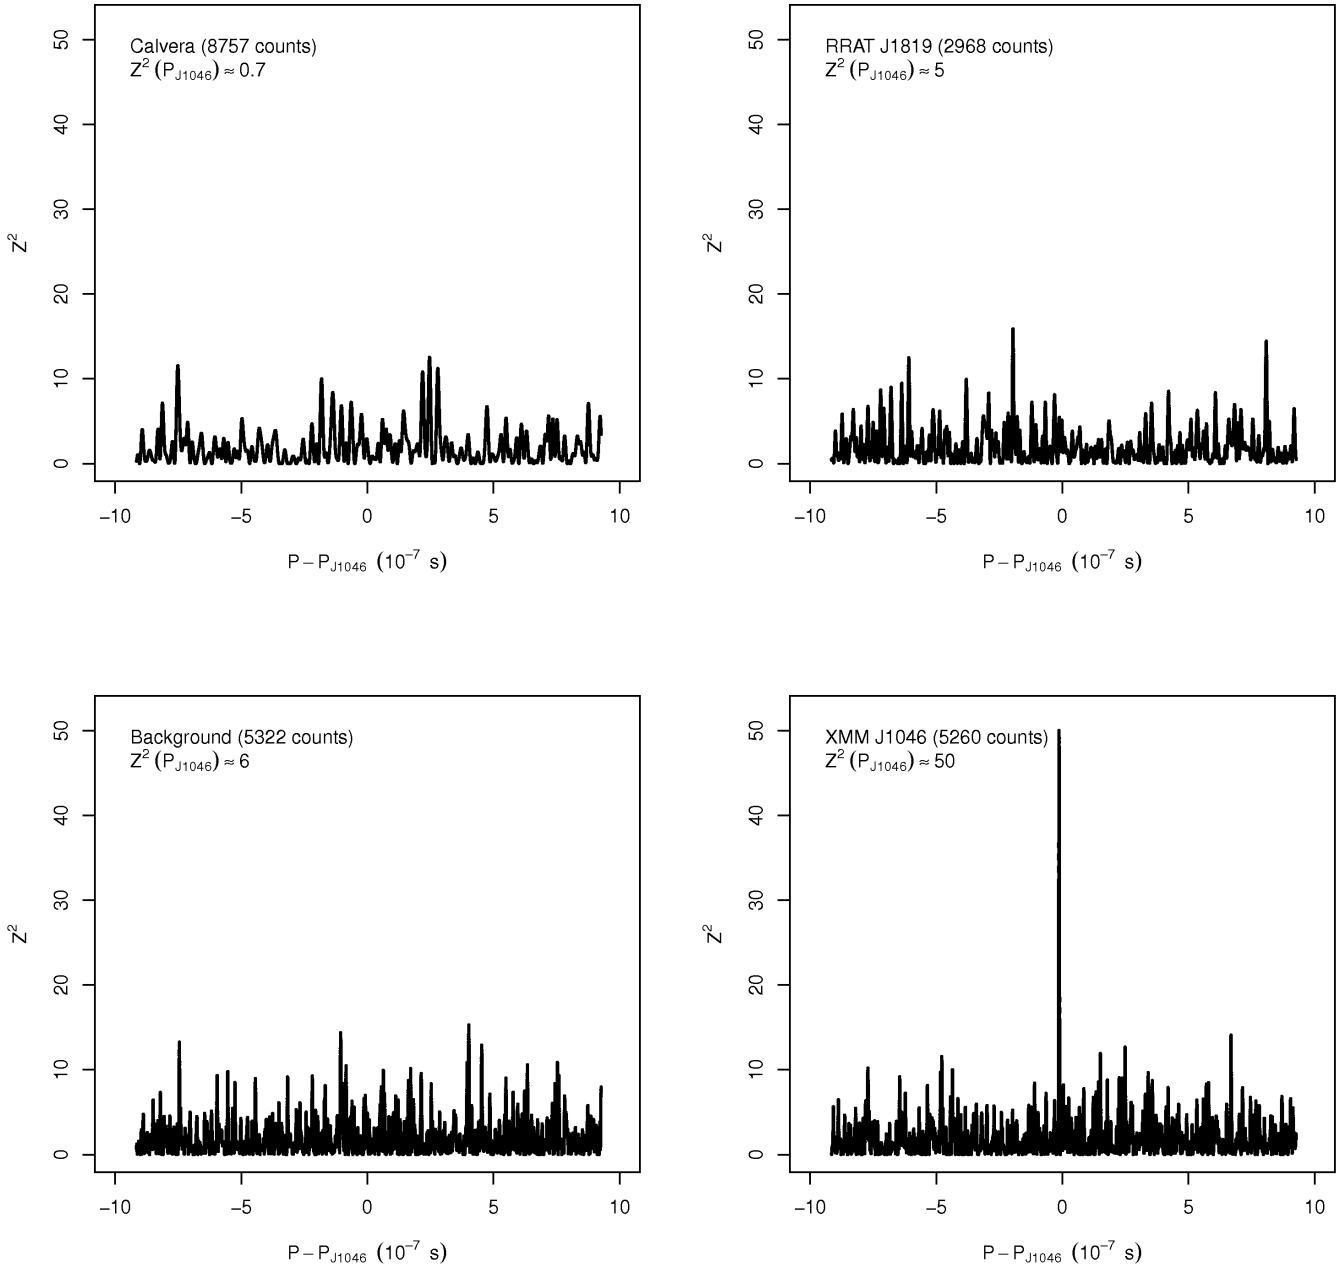 Calvera (8757 counts)
Z² (P_J1046) ≈ 0.7
Z²
0 10 20 30 40 50
−10 −5 0 5 10
P − P_J1046 (10⁻⁷ s)
RRAT J1819 (2968 counts)
Z² (P_J1046) ≈ 5
Z²
0 10 20 30 40 50
−10 −5 0 5 10
P − P_J1046 (10⁻⁷ s)
Background (5322 counts)
Z² (P_J1046) ≈ 6
Z²
0 10 20 30 40 50
−10 −5 0 5 10
P − P_J1046 (10⁻⁷ s)
XMM J1046 (5260 counts)
Z² (P_J1046) ≈ 50
Z²
0 10 20 30 40 50
−10 −5 0 5 10
P − P_J1046 (10⁻⁷ s)